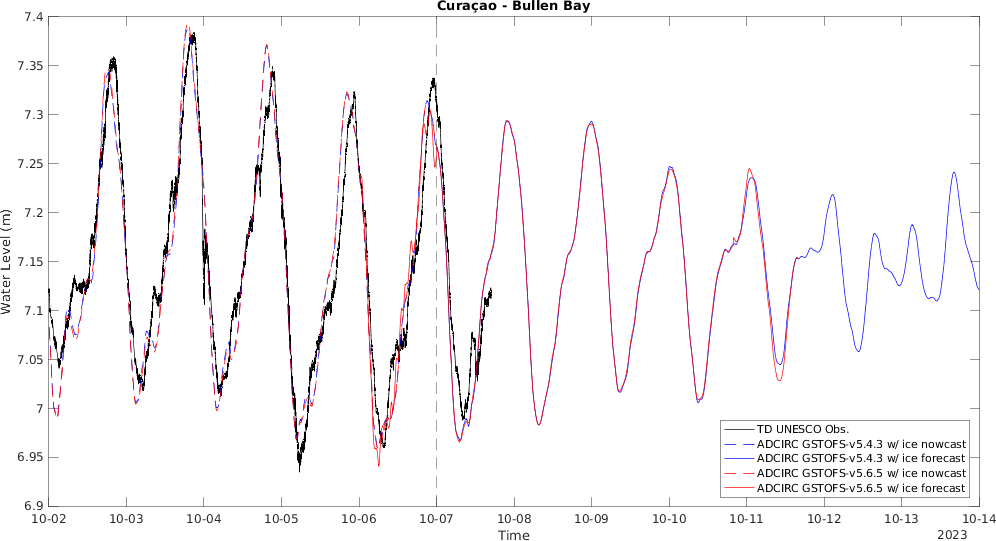 Curaçao - Bullen Bay
7.4
7.35
7.3
7.25
7.2
7.15
7.1
7.05
7
6.95
6.9
Water Level (m)
TD UNESCO Obs.
ADCIRC GSTOFS-v5.4.3 w/ ice nowcast
ADCIRC GSTOFS-v5.4.3 w/ ice forecast
ADCIRC GSTOFS-v5.6.5 w/ ice nowcast
ADCIRC GSTOFS-v5.6.5 w/ ice forecast
10-02 10-03 10-04 10-05 10-06 10-07 10-08 10-09 10-10 10-11 10-12 10-13 10-14
Time
2023